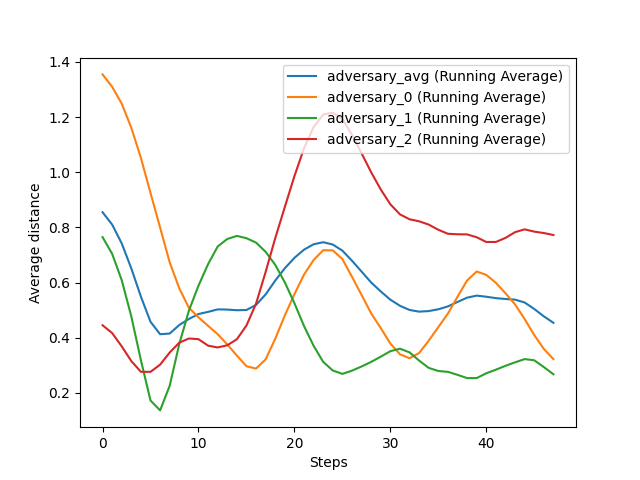 adversary_avg (Running Average)
adversary_0 (Running Average)
adversary_1 (Running Average)
adversary_2 (Running Average)
1.4
1.2
1.0
0.8
0.6
0.4
0.2
Average distance
0 10 20 30 40
Steps